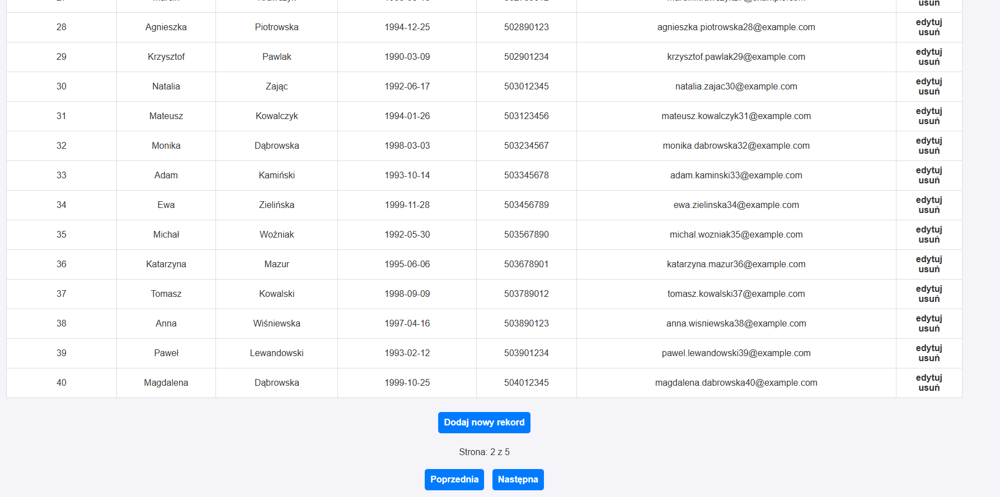 usuń
28 Agnieszka Piotrowska 1994-12-25 502890123 agnieszka.piotrowska28@example.com edytuj
usuń
29 Krzysztof Pawlak 1990-03-09 502901234 krzysztof.pawlak29@example.com edytuj
usuń
30 Natalia Zając 1992-06-17 503012345 natalia.zajac30@example.com edytuj
usuń
31 Mateusz Kowalczyk 1994-01-26 503123456 mateusz.kowalczyk31@example.com edytuj
usuń
32 Monika Dąbrowska 1998-03-03 503234567 monika.dabrowska32@example.com edytuj
usuń
33 Adam Kamiński 1993-10-14 503345678 adam.kaminski33@example.com edytuj
usuń
34 Ewa Zielińska 1999-11-28 503456789 ewa.zielinska34@example.com edytuj
usuń
35 Michał Woźniak 1992-05-30 503567890 michal.wozniak35@example.com edytuj
usuń
36 Katarzyna Mazur 1995-06-06 503678901 katarzyna.mazur36@example.com edytuj
usuń
37 Tomasz Kowalski 1998-09-09 503789012 tomasz.kowalski37@example.com edytuj
usuń
38 Anna Wiśniewska 1997-04-16 503890123 anna.wisniewska38@example.com edytuj
usuń
39 Paweł Lewandowski 1993-02-12 503901234 pawel.lewandowski39@example.com edytuj
usuń
40 Magdalena Dąbrowska 1999-10-25 504012345 magdalena.dabrowska40@example.com edytuj
usuń
Dodaj nowy rekord
Strona: 2 z 5
Poprzednia Następna